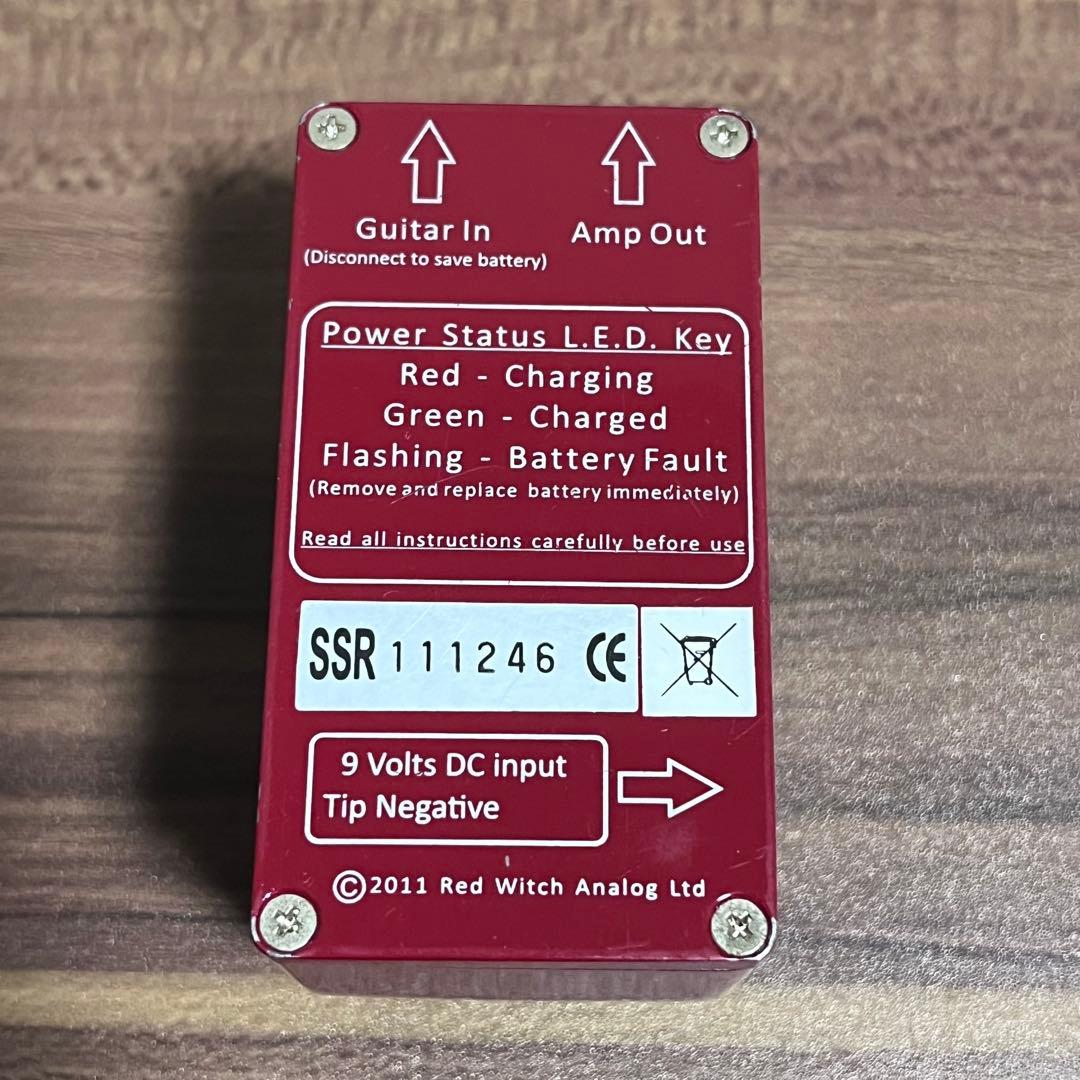 Guitar In
Amp Out
(Disconnect to save battery)
Power Status L.E.D. Key
Red - Charging
Green - Charged
Flashing - Battery Fault
(Remove and replace battery immediately)
Read all instructions carefully before use
SSR 111246 CE
9 Volts DC input
Tip Negative
©2011 Red Witch Analog Ltd